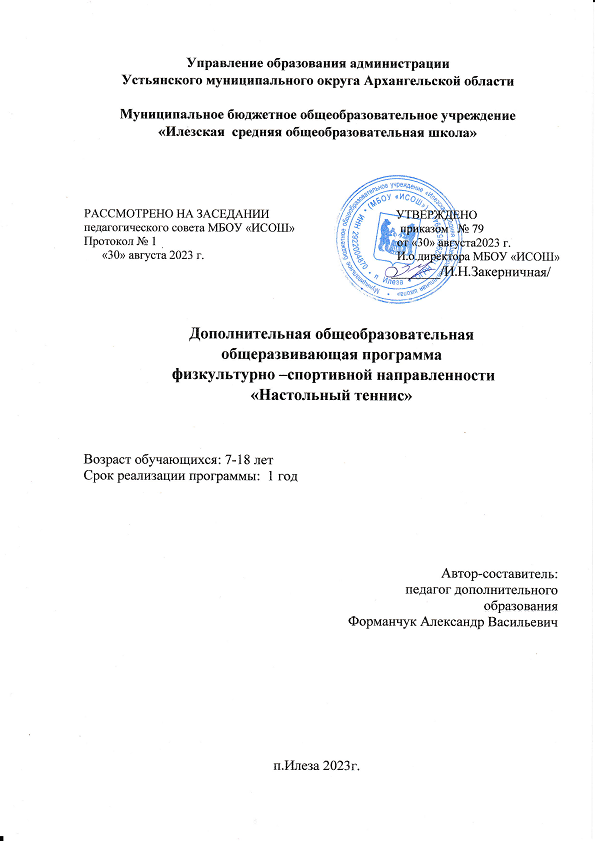 Управление образования администрации
Устьянского муниципального округа Архангельской области
Муниципальное бюджетное общеобразовательное учреждение
«Илезская средняя общеобразовательная школа»
РАССМОТРЕНО НА ЗАСЕДАНИИ
педагогического совета МБОУ «ИСОШ»
Протокол № 1
«30» августа 2023 г.
УТВЕРЖДЕНО
приказом № 79
от «30» августа2023 г.
И.о.директора МБОУ «ИСОШ»
/И.Н.Закерничная/
Дополнительная общеобразовательная
общеразвивающая программа
физкультурно –спортивной направленности
«Настольный теннис»
Возраст обучающихся: 7-18 лет
Срок реализации программы: 1 год
Автор-составитель:
педагог дополнительного
образования
Форманчук Александр Васильевич
п.Илеза 2023г.